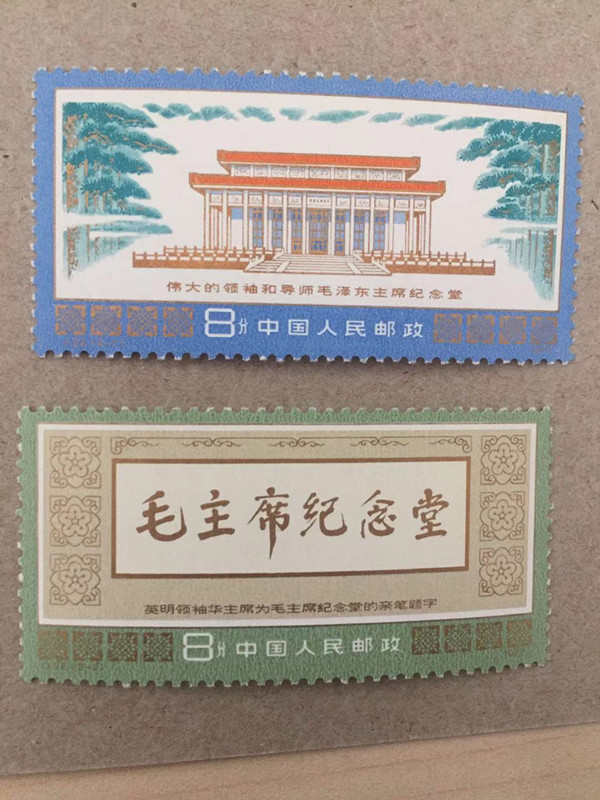 伟大的领袖和导师毛泽东主席纪念堂
8分 中国人民邮政
毛主席纪念堂
英明领袖华主席为毛主席纪念堂的亲笔题字
8分 中国人民邮政